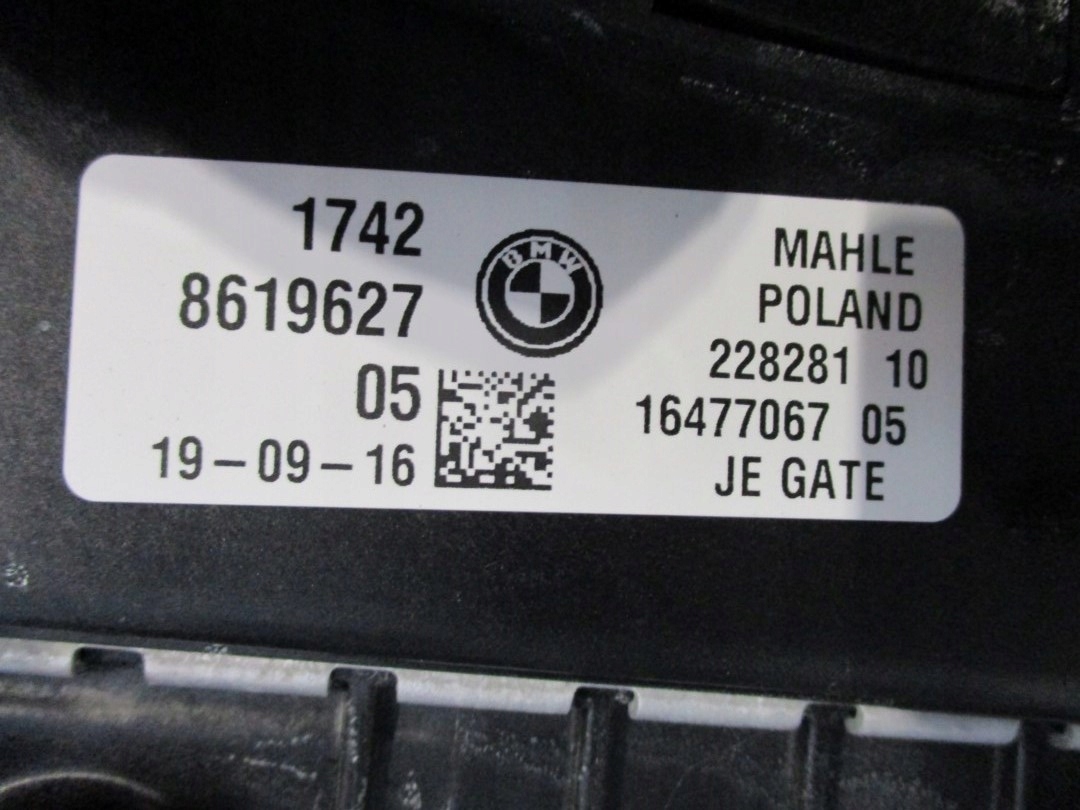 1742
8619627
05
19-09-16
BMW
MAHLE
POLAND
228281 10
16477067 05
JE GATE